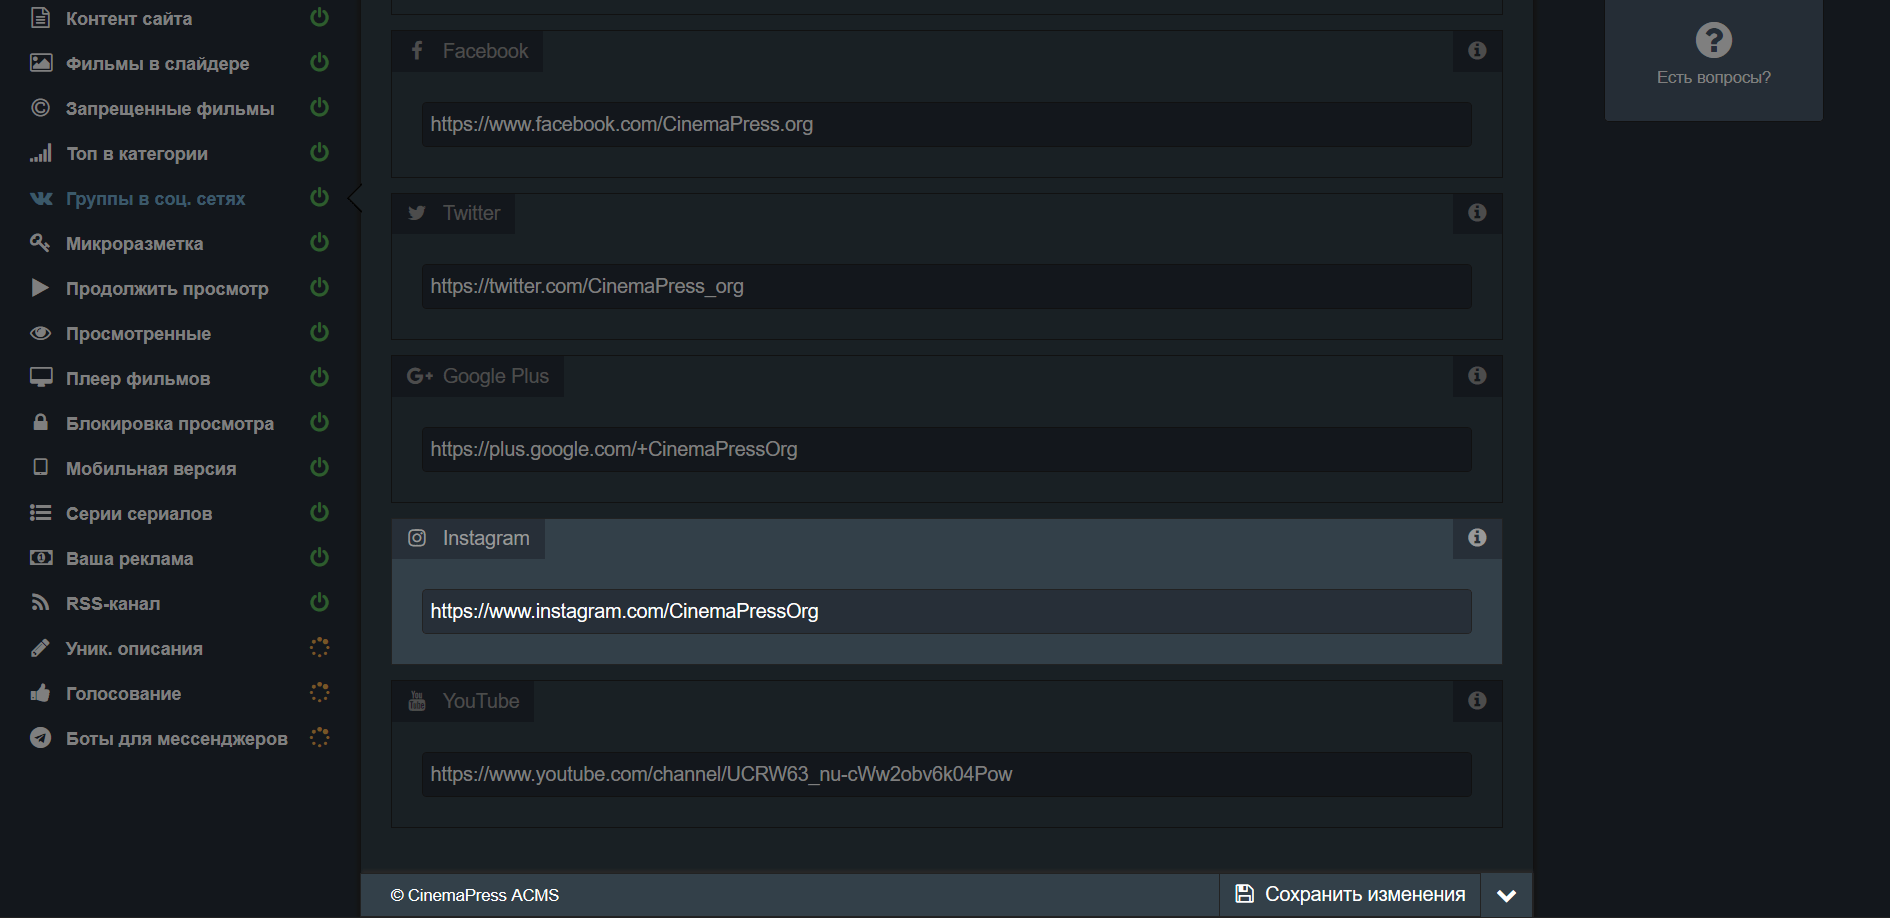 Контент сайта
Фильмы в слайдере
Запрещенные фильмы
Топ в категории
Группы в соц. сетях
Микроразметка
Продолжить просмотр
Просмотренные
Плеер фильмов
Блокировка просмотра
Мобильная версия
Серии сериалов
Ваша реклама
RSS-канал
Уник. описания
Голосование
Боты для мессенджеров
Facebook
https://www.facebook.com/CinemaPress.org
Twitter
https://twitter.com/CinemaPress_org
G+ Google Plus
https://plus.google.com/+CinemaPressOrg
Instagram
https://www.instagram.com/CinemaPressOrg
You Tube YouTube
https://www.youtube.com/channel/UCRW63_nu-cWw2obv6k04Pow
© CinemaPress ACMS
Сохранить изменения
?
Есть вопросы?